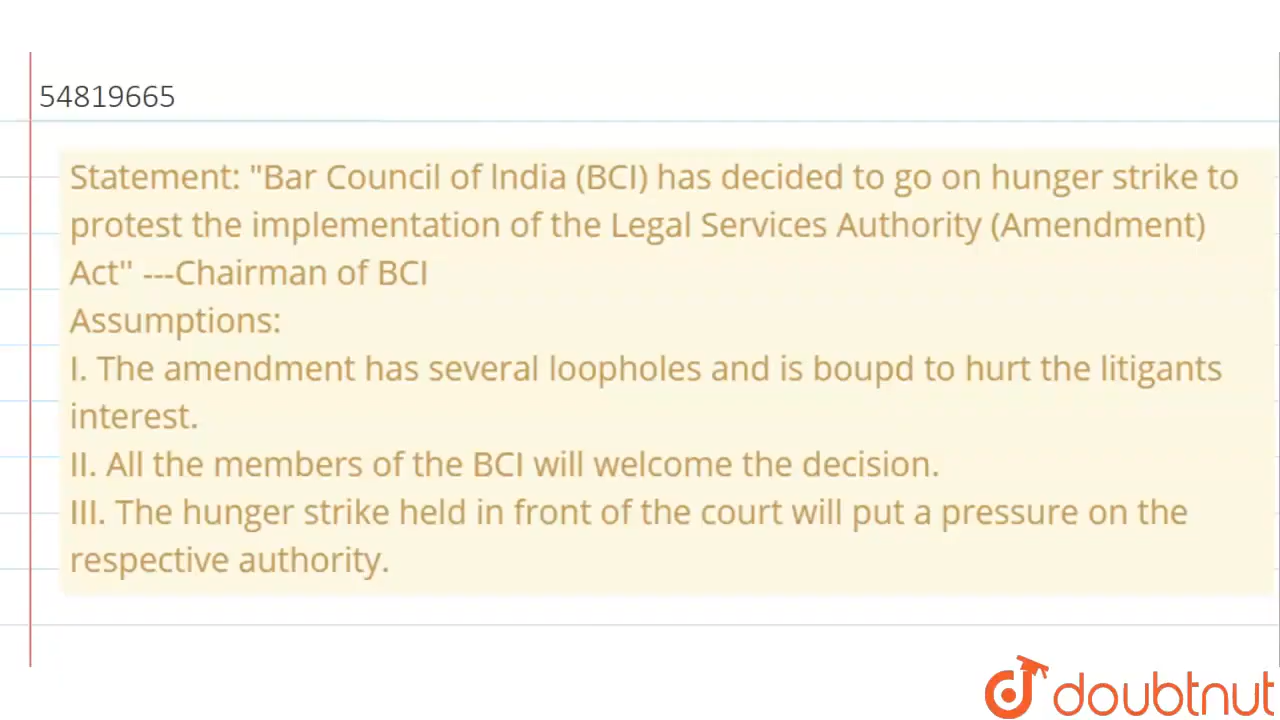 54819665
Statement: "Bar Council of lndia (BCI) has decided to go on hunger strike to
protest the implementation of the Legal Services Authority (Amendment)
Act" ---Chairman of BCI
Assumptions:
I. The amendment has several loopholes and is boupd to hurt the litigants
interest.
II. All the members of the BCI will welcome the decision.
III. The hunger strike held in front of the court will put a pressure on the
respective authority.
doubtnut